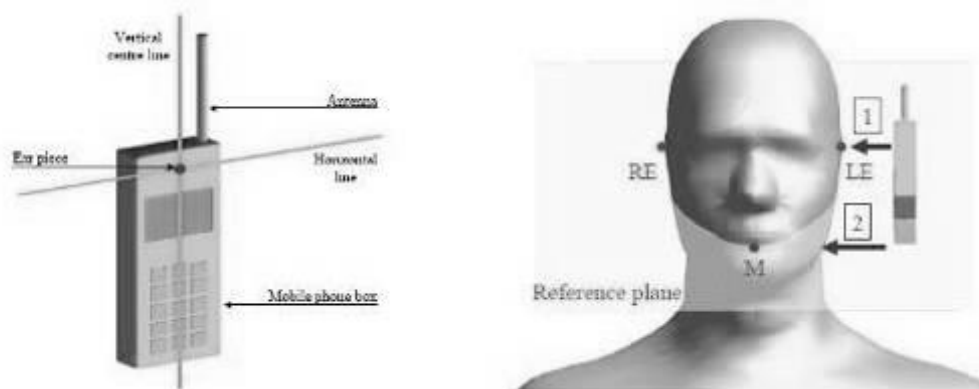 Vertical
centre line
Antenna
Ear piece
Horizontal
line
Mobile phone box
1
RE
LE
2
M
Reference plane